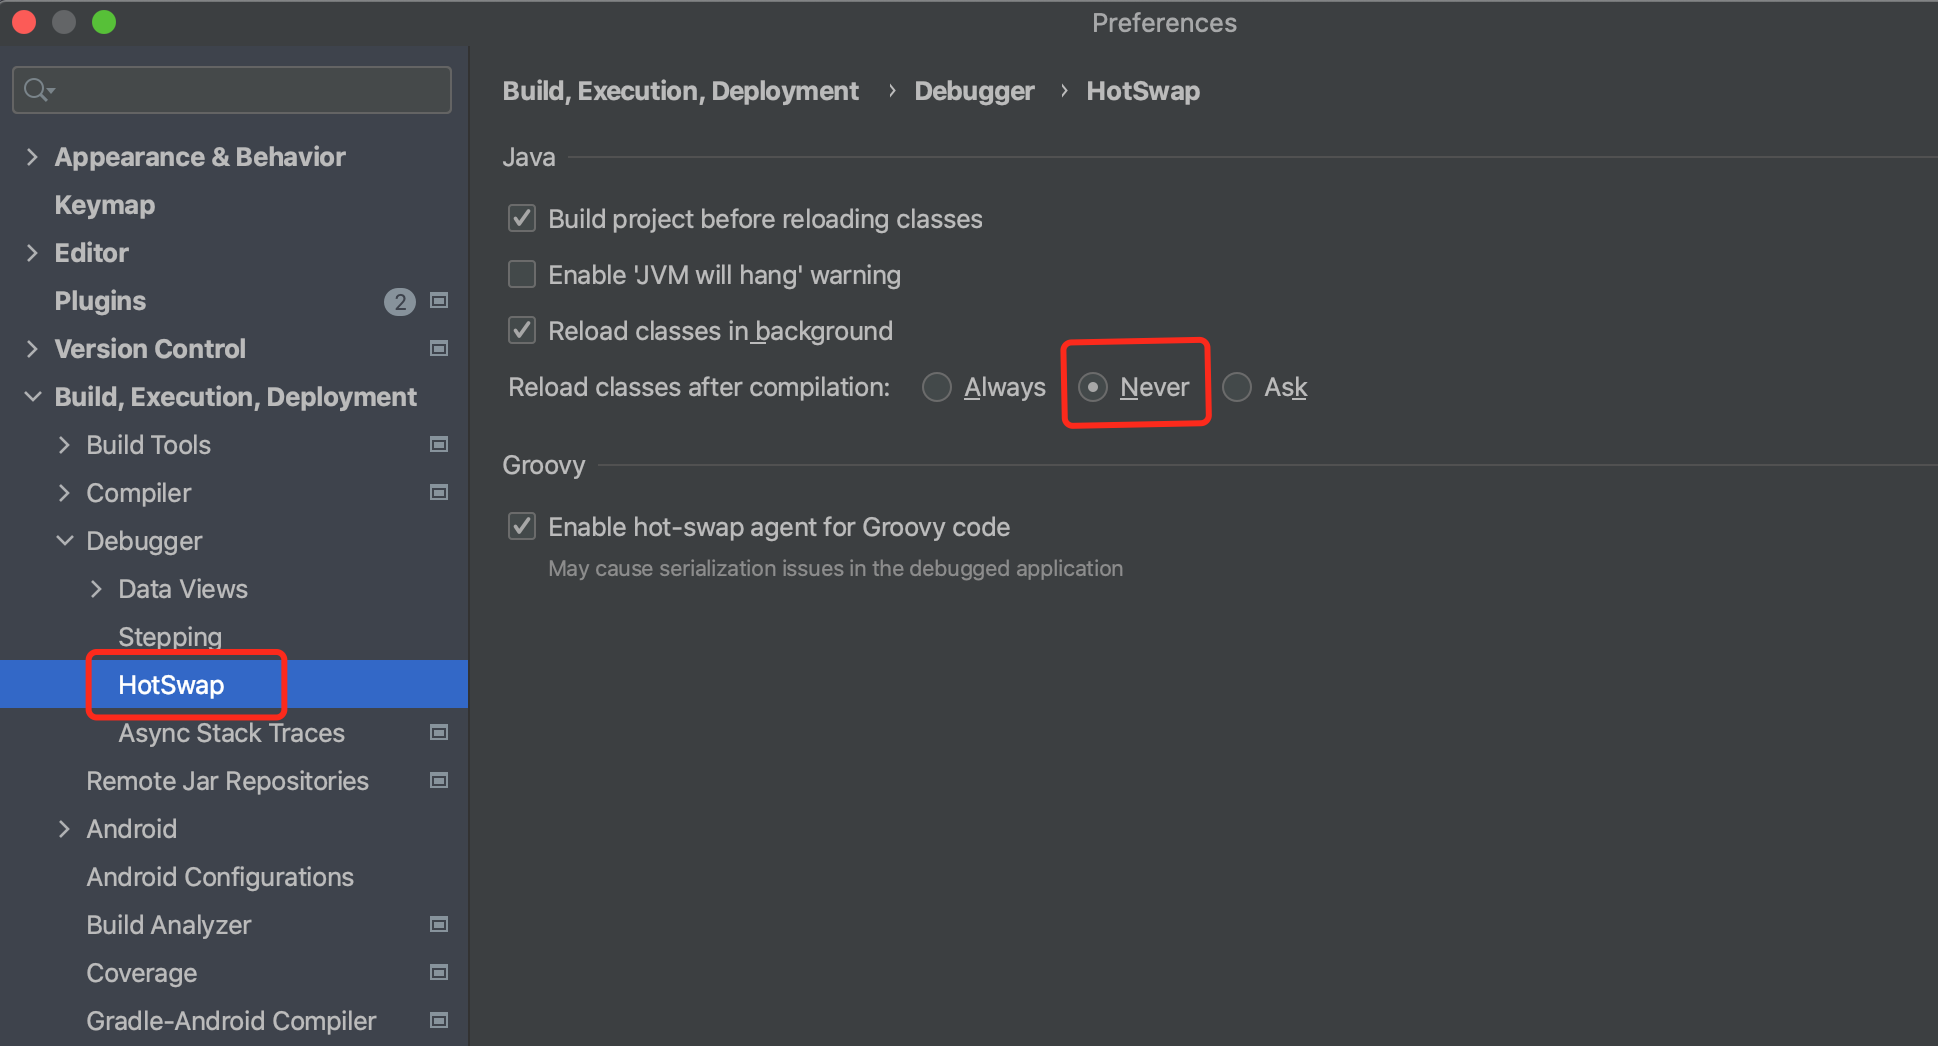 Preferences
Appearance & Behavior
Keymap
Editor
Plugins 2
Version Control
Build, Execution, Deployment
Build Tools
Compiler
Debugger
Data Views
Stepping
HotSwap
Async Stack Traces
Remote Jar Repositories
Android
Android Configurations
Build Analyzer
Coverage
Gradle-Android Compiler
Build, Execution, Deployment › Debugger › HotSwap
Java
Build project before reloading classes
Enable 'JVM will hang' warning
Reload classes in background
Reload classes after compilation: Always Never Ask
Groovy
Enable hot-swap agent for Groovy code
May cause serialization issues in the debugged application